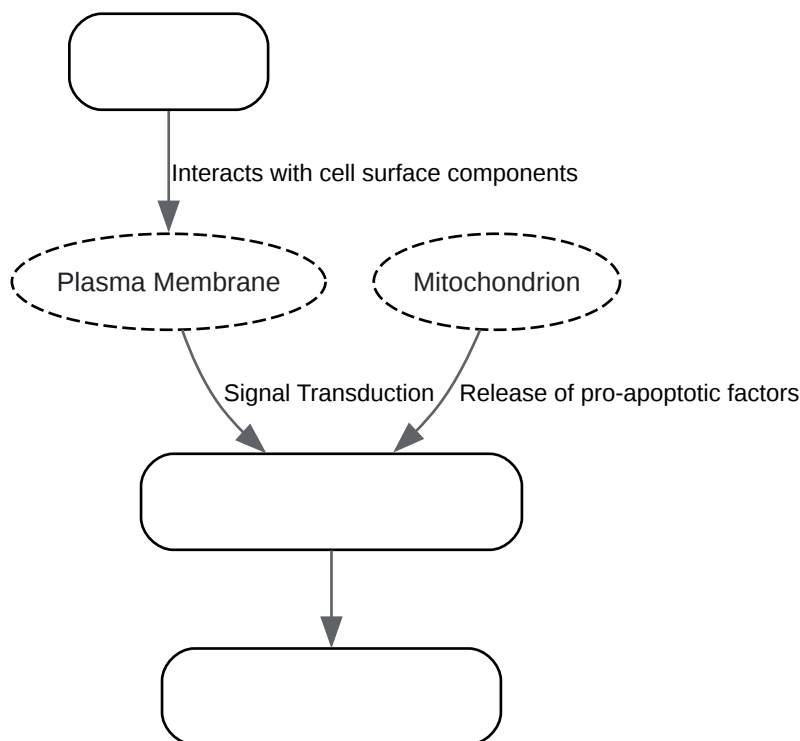 Interacts with cell surface components
Plasma Membrane
Mitochondrion
Signal Transduction
Release of pro-apoptotic factors